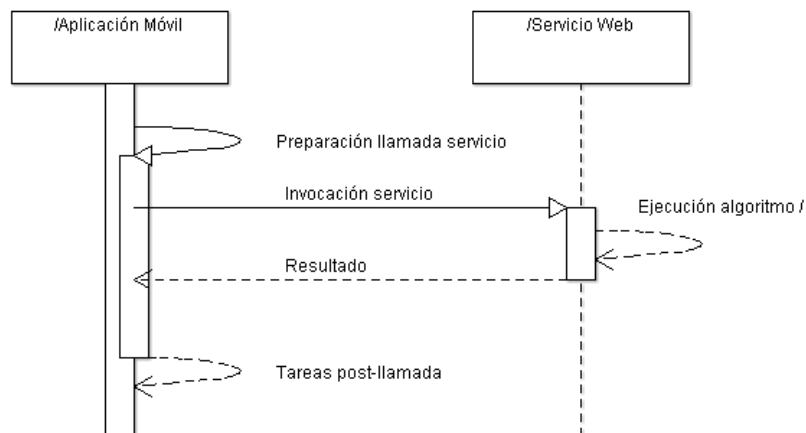 /Aplicación Móvil
/Servicio Web
Preparación llamada servicio
Invocación servicio
Ejecución algoritmo /
Resultado
Tareas post-llamada